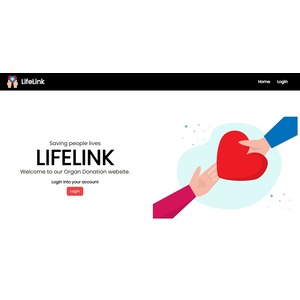 LifeLink
Home Login
Saving people lives
LIFELINK
Welcome to our Organ Donation website.
Login into your account
Login